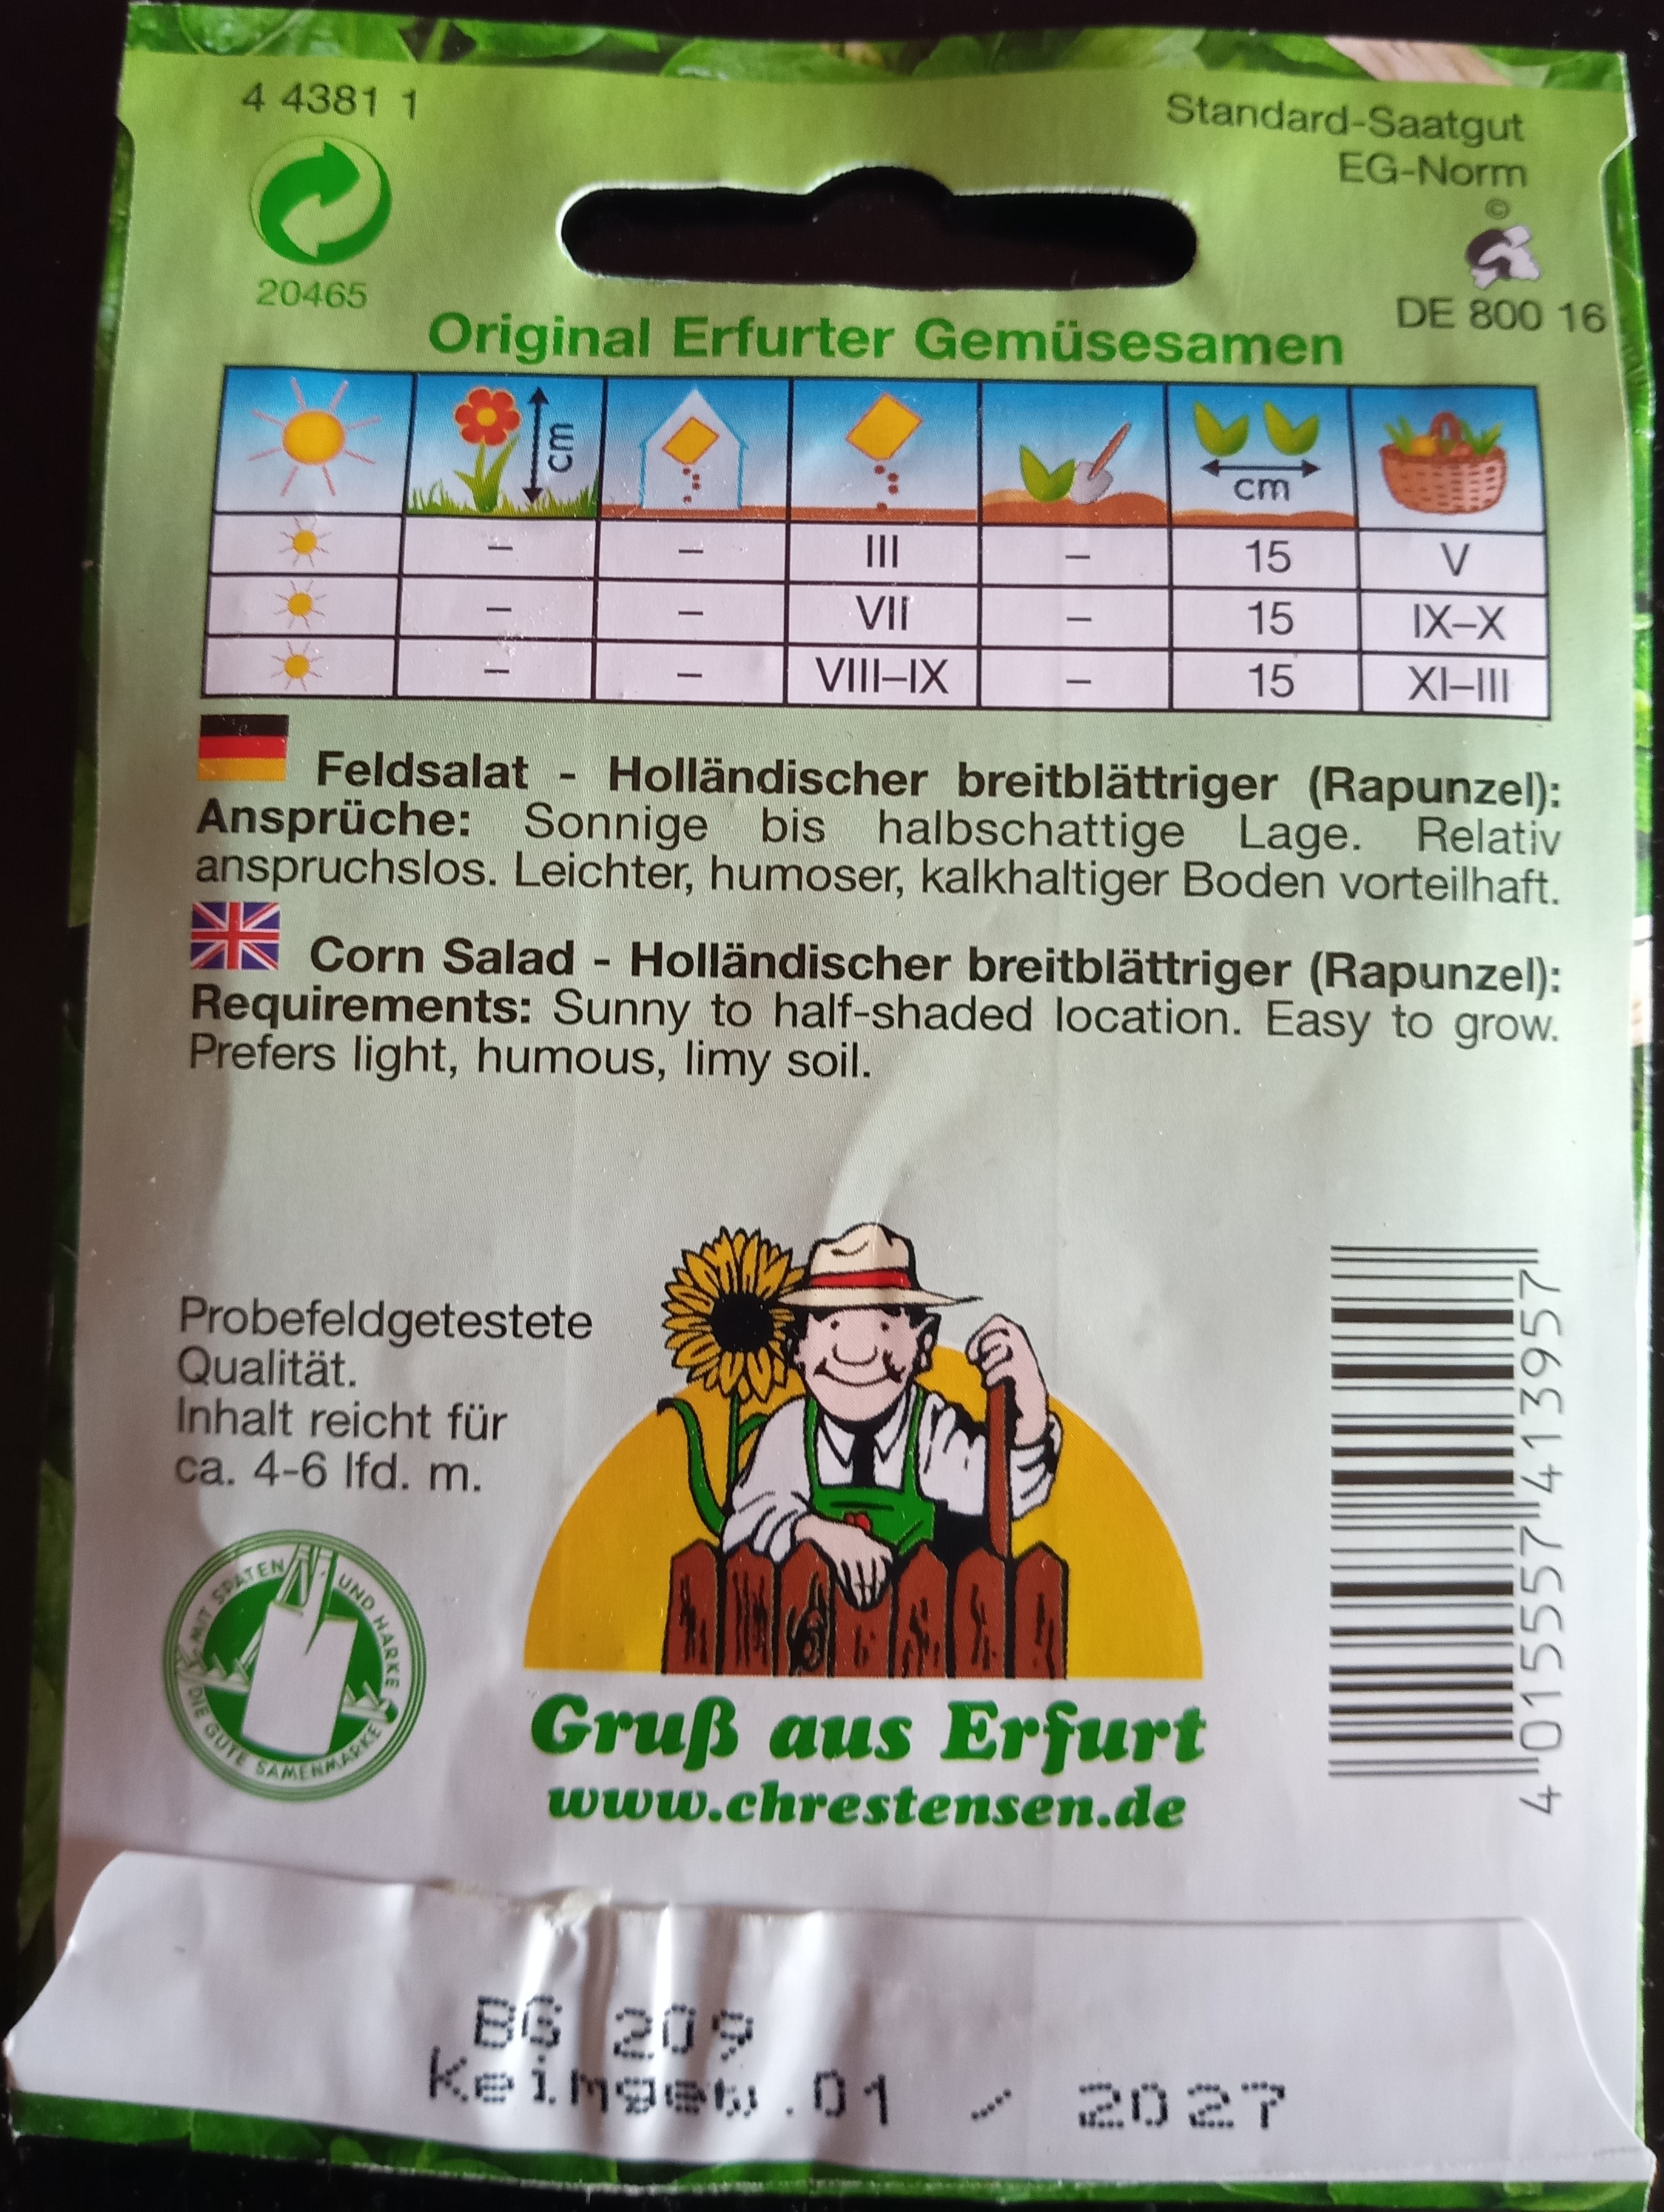 4 4381 1
Standard-Saatgut
EG-Norm
©
20465
DE 800 16
Original Erfurter Gemüsesamen
cm
cm
– – III – 15 V
– – VII – 15 IX–X
– – VIII–IX – 15 XI–III
Feldsalat - Holländischer breitblättriger (Rapunzel):
Ansprüche: Sonnige bis halbschattige Lage. Relativ
anspruchslos. Leichter, humoser, kalkhaltiger Boden vorteilhaft.
Corn Salad - Holländischer breitblättriger (Rapunzel):
Requirements: Sunny to half-shaded location. Easy to grow.
Prefers light, humous, limy soil.
Probefeldgetestete
Qualität.
Inhalt reicht für
ca. 4-6 lfd. m.
MIT SPATEN UND HARKE
DIE GUTE SAMENMARKE
Gruß aus Erfurt
www.chrestensen.de
4 015557 413957
BG 209
Keimgew.01 / 2027